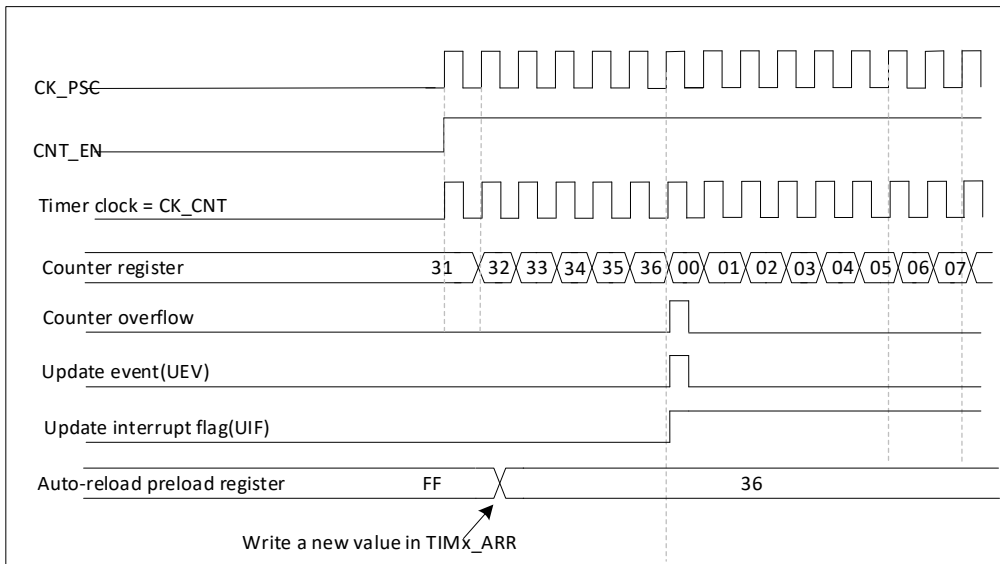 CK_PSC
CNT_EN
Timer clock = CK_CNT
Counter register 31 32 33 34 35 36 00 01 02 03 04 05 06 07
Counter overflow
Update event(UEV)
Update interrupt flag(UIF)
Auto-reload preload register FF 36
Write a new value in TIMx_ARR